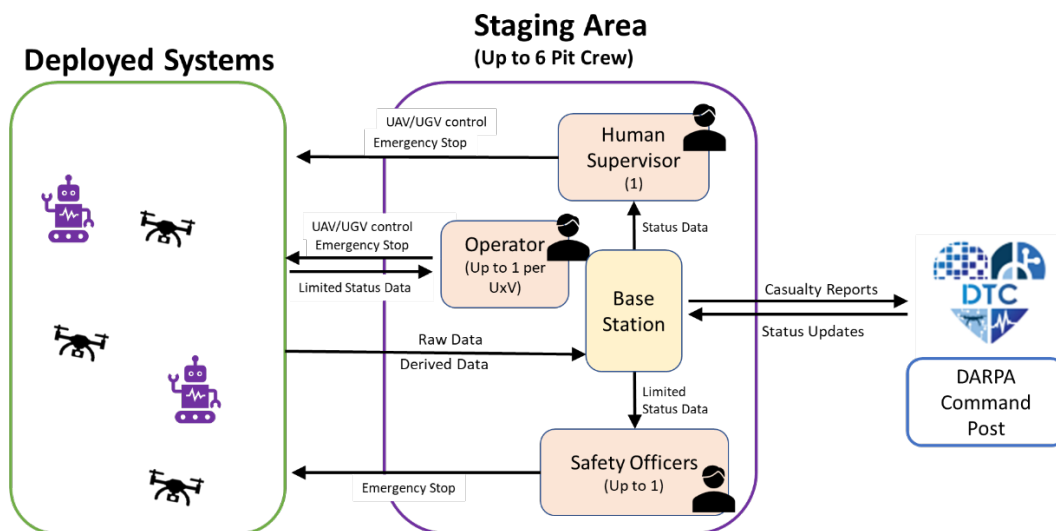 Staging Area
(Up to 6 Pit Crew)
Deployed Systems
UAV/UGV control
Emergency Stop
Human
Supervisor
(1)
Status Data
UAV/UGV control
Emergency Stop
Limited Status Data
Operator
(Up to 1 per
UxV)
Base
Station
Raw Data
Derived Data
Casualty Reports
Status Updates
DTC
DARPA
Command
Post
Limited
Status Data
Safety Officers
(Up to 1)
Emergency Stop